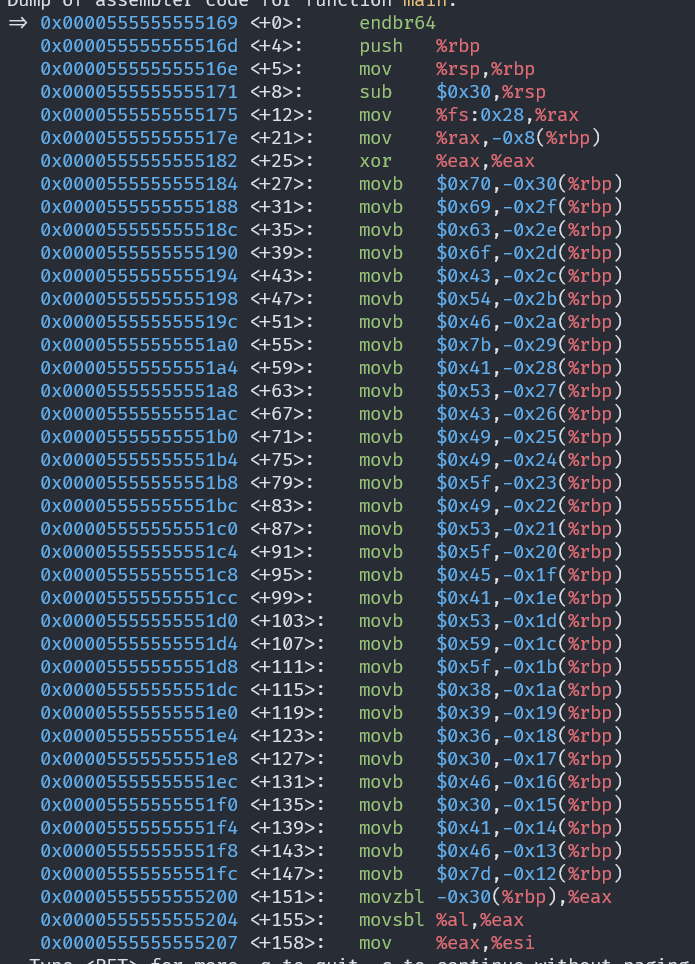 Dump of assembler code for function main:
=> 0x0000555555555169 <+0>: endbr64
0x000055555555516d <+4>: push %rbp
0x000055555555516e <+5>: mov %rsp,%rbp
0x0000555555555171 <+8>: sub $0x30,%rsp
0x0000555555555175 <+12>: mov %fs:0x28,%rax
0x000055555555517e <+21>: mov %rax,-0x8(%rbp)
0x0000555555555182 <+25>: xor %eax,%eax
0x0000555555555184 <+27>: movb $0x70,-0x30(%rbp)
0x0000555555555188 <+31>: movb $0x69,-0x2f(%rbp)
0x000055555555518c <+35>: movb $0x63,-0x2e(%rbp)
0x0000555555555190 <+39>: movb $0x6f,-0x2d(%rbp)
0x0000555555555194 <+43>: movb $0x43,-0x2c(%rbp)
0x0000555555555198 <+47>: movb $0x54,-0x2b(%rbp)
0x000055555555519c <+51>: movb $0x46,-0x2a(%rbp)
0x00005555555551a0 <+55>: movb $0x7b,-0x29(%rbp)
0x00005555555551a4 <+59>: movb $0x41,-0x28(%rbp)
0x00005555555551a8 <+63>: movb $0x53,-0x27(%rbp)
0x00005555555551ac <+67>: movb $0x43,-0x26(%rbp)
0x00005555555551b0 <+71>: movb $0x49,-0x25(%rbp)
0x00005555555551b4 <+75>: movb $0x49,-0x24(%rbp)
0x00005555555551b8 <+79>: movb $0x5f,-0x23(%rbp)
0x00005555555551bc <+83>: movb $0x49,-0x22(%rbp)
0x00005555555551c0 <+87>: movb $0x53,-0x21(%rbp)
0x00005555555551c4 <+91>: movb $0x5f,-0x20(%rbp)
0x00005555555551c8 <+95>: movb $0x45,-0x1f(%rbp)
0x00005555555551cc <+99>: movb $0x41,-0x1e(%rbp)
0x00005555555551d0 <+103>: movb $0x53,-0x1d(%rbp)
0x00005555555551d4 <+107>: movb $0x59,-0x1c(%rbp)
0x00005555555551d8 <+111>: movb $0x5f,-0x1b(%rbp)
0x00005555555551dc <+115>: movb $0x38,-0x1a(%rbp)
0x00005555555551e0 <+119>: movb $0x39,-0x19(%rbp)
0x00005555555551e4 <+123>: movb $0x36,-0x18(%rbp)
0x00005555555551e8 <+127>: movb $0x30,-0x17(%rbp)
0x00005555555551ec <+131>: movb $0x46,-0x16(%rbp)
0x00005555555551f0 <+135>: movb $0x30,-0x15(%rbp)
0x00005555555551f4 <+139>: movb $0x41,-0x14(%rbp)
0x00005555555551f8 <+143>: movb $0x46,-0x13(%rbp)
0x00005555555551fc <+147>: movb $0x7d,-0x12(%rbp)
0x0000555555555200 <+151>: movzbl -0x30(%rbp),%eax
0x0000555555555204 <+155>: movsbl %al,%eax
0x0000555555555207 <+158>: mov %eax,%esi
--Type <RET> for more, q to quit, c to continue without paging